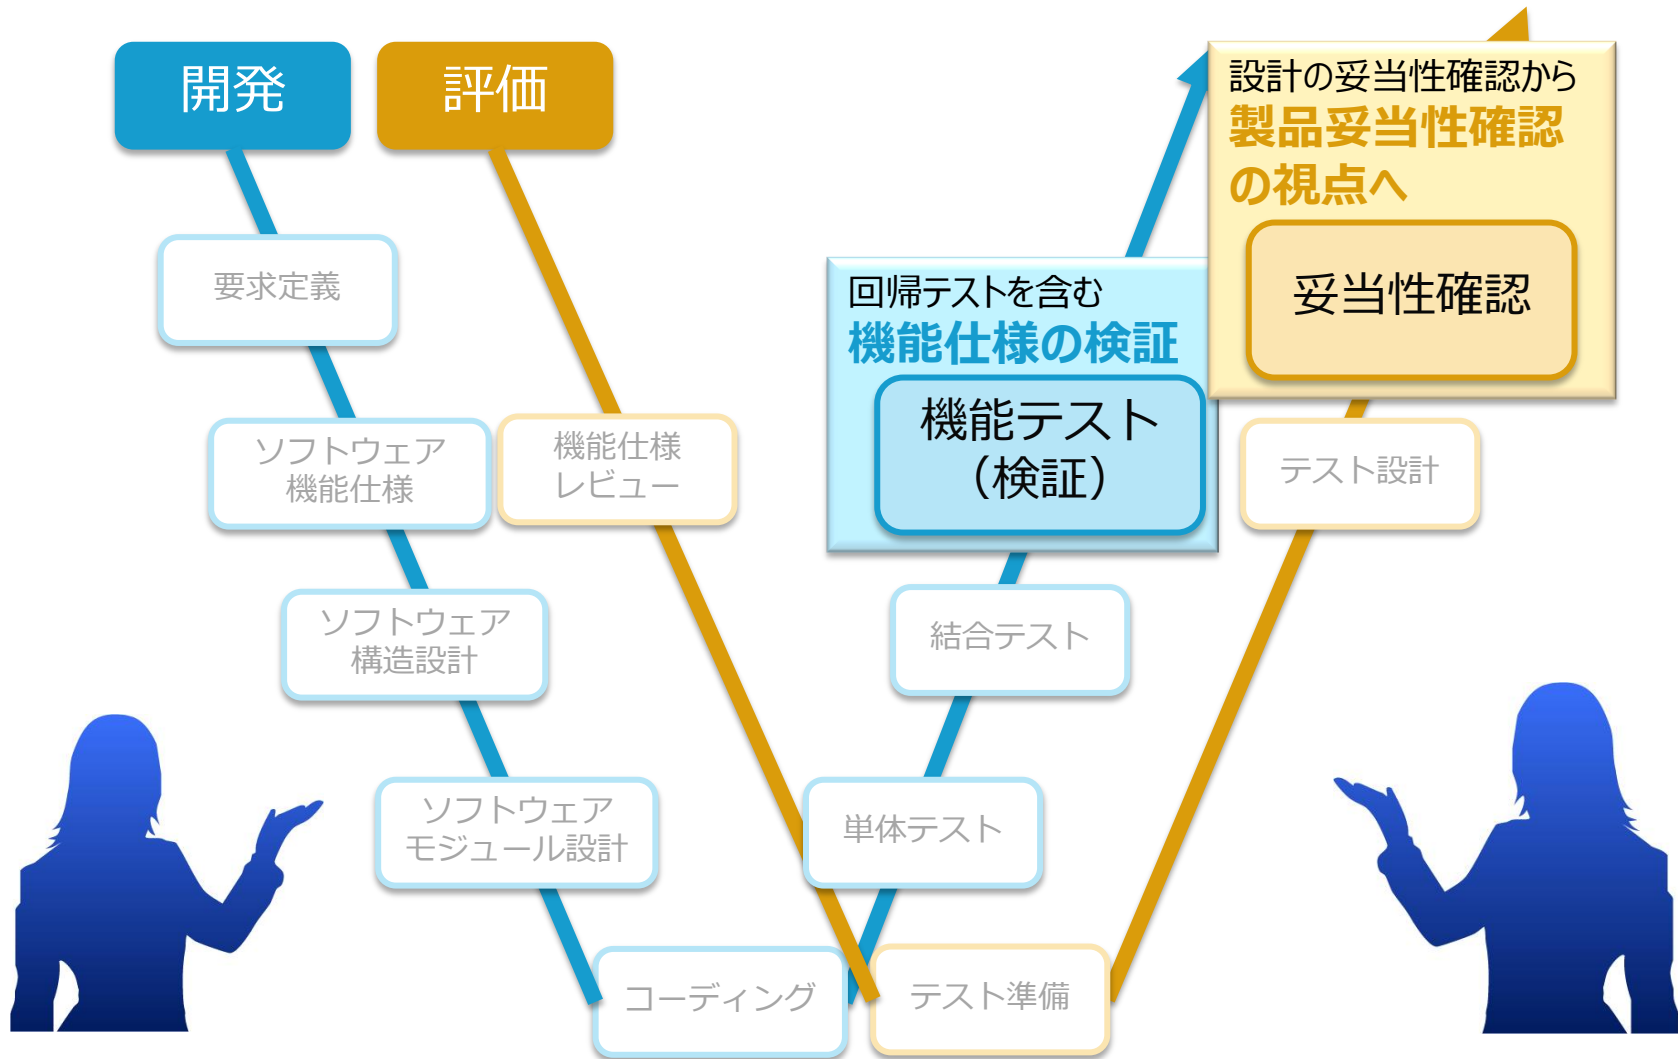 開発
評価
設計の妥当性確認から
製品妥当性確認
の視点へ
妥当性確認
要求定義
回帰テストを含む
機能仕様の検証
機能テスト
（検証）
ソフトウェア
機能仕様
機能仕様
レビュー
テスト設計
ソフトウェア
構造設計
結合テスト
ソフトウェア
モジュール設計
単体テスト
コーディング
テスト準備